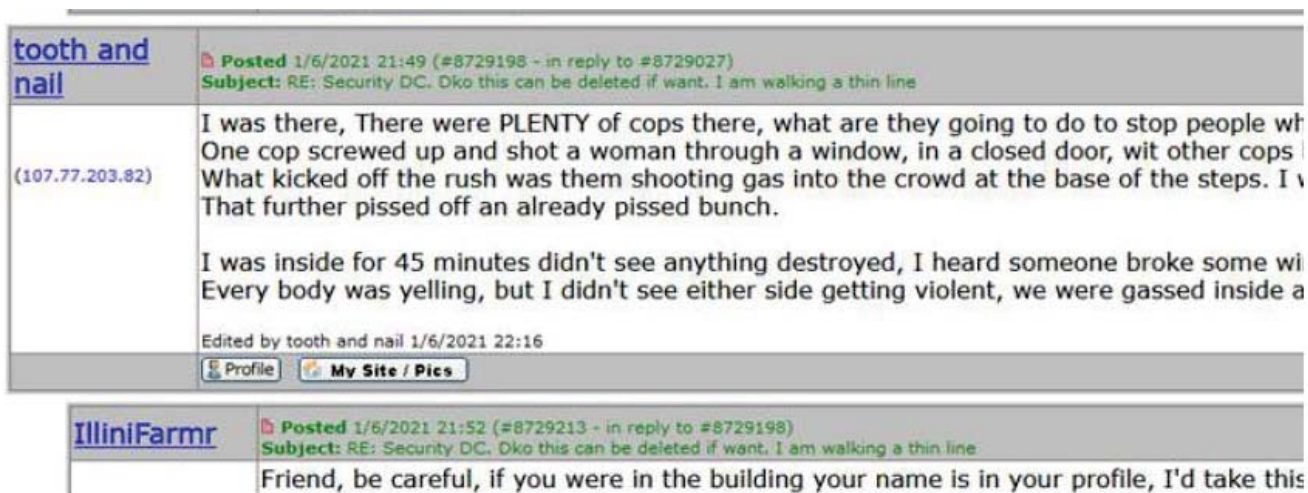 tooth and
nail
Posted 1/6/2021 21:49 (#8729198 - in reply to #8729027)
Subject: RE: Security DC. Dko this can be deleted if want. I am walking a thin line
(107.77.203.82)
I was there, There were PLENTY of cops there, what are they going to do to stop people
One cop screwed up and shot a woman through a window, in a closed door, wit other cops
What kicked off the rush was them shooting gas into the crowd at the base of the steps. I
That further pissed off an already pissed bunch.
I was inside for 45 minutes didn't see anything destroyed, I heard someone broke some
Every body was yelling, but I didn't see either side getting violent, we were gassed inside
Edited by tooth and nail 1/6/2021 22:16
Profile My Site / Pics
IlliniFarmr
Posted 1/6/2021 21:52 (#8729213 - in reply to #8729198)
Subject: RE: Security DC. Dko this can be deleted if want. I am walking a thin line
Friend, be careful, if you were in the building your name is in your profile, I'd take this